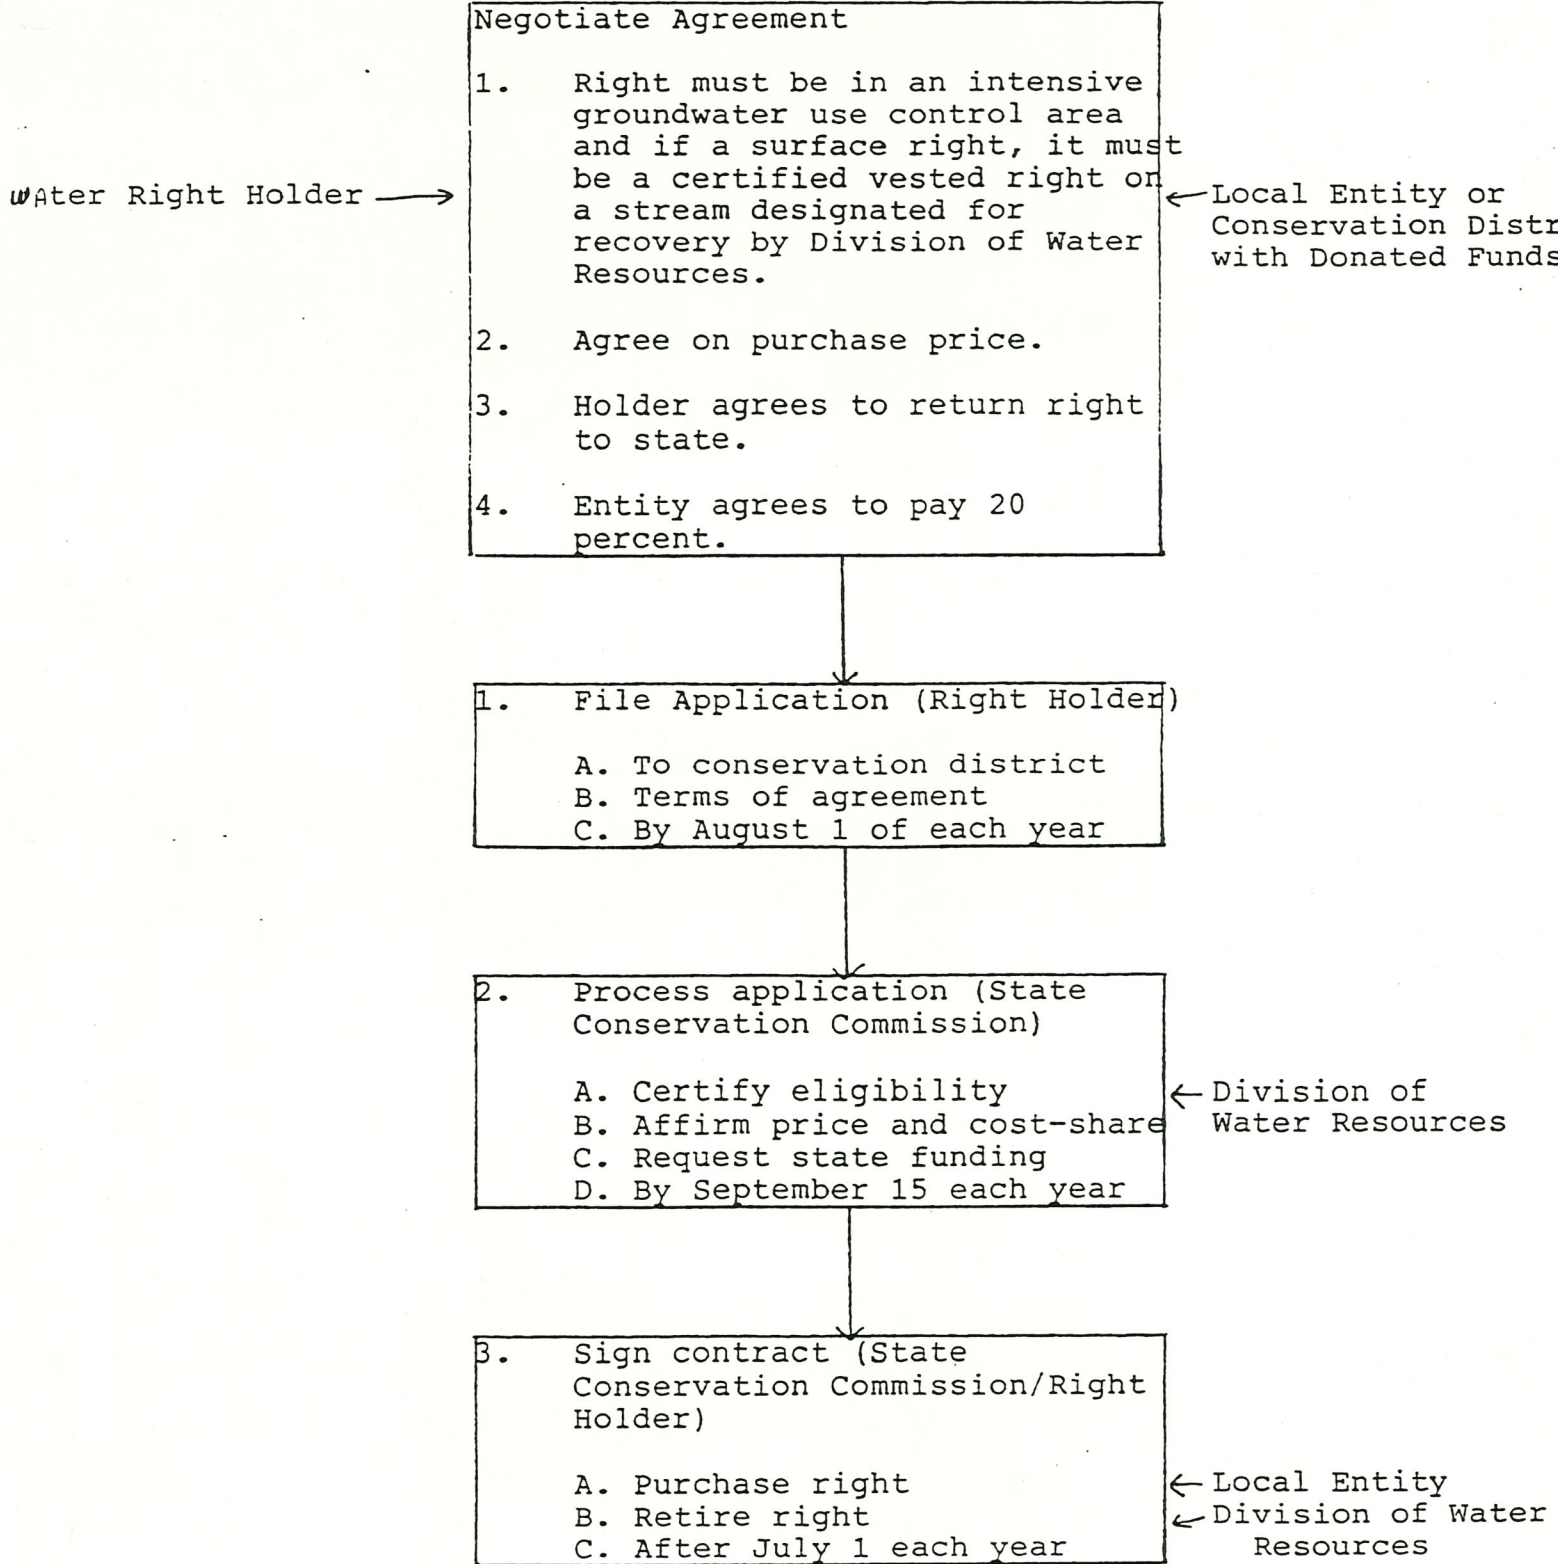 Negotiate Agreement
1. Right must be in an intensive
groundwater use control area
and if a surface right, it must
be a certified vested right on
a stream designated for
recovery by Division of Water
Resources.
2. Agree on purchase price.
3. Holder agrees to return right
to state.
4. Entity agrees to pay 20
percent.
wAter Right Holder
Local Entity or
Conservation Distr
with Donated Funds
1. File Application (Right Holder)
A. To conservation district
B. Terms of agreement
C. By August 1 of each year
2. Process application (State
Conservation Commission)
A. Certify eligibility
B. Affirm price and cost-share
C. Request state funding
D. By September 15 each year
Division of
Water Resources
3. Sign contract (State
Conservation Commission/Right
Holder)
A. Purchase right
B. Retire right
C. After July 1 each year
Local Entity
Division of Water
Resources